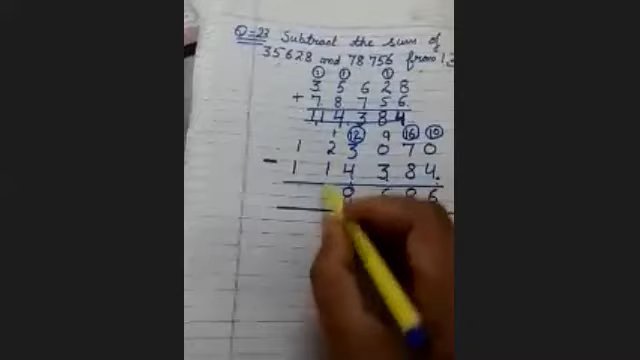 Q=23 Subtract the sum of
35628 and 78756 from 13
① ① ①
3 5 6 2 8
+ 7 8 7 5 6
1 1 4 3 8 4
1 ⑫ 9 ⑯ ⑩
1 2 3 0 7 0
- 1 1 4 3 8 4
8 6 8 6